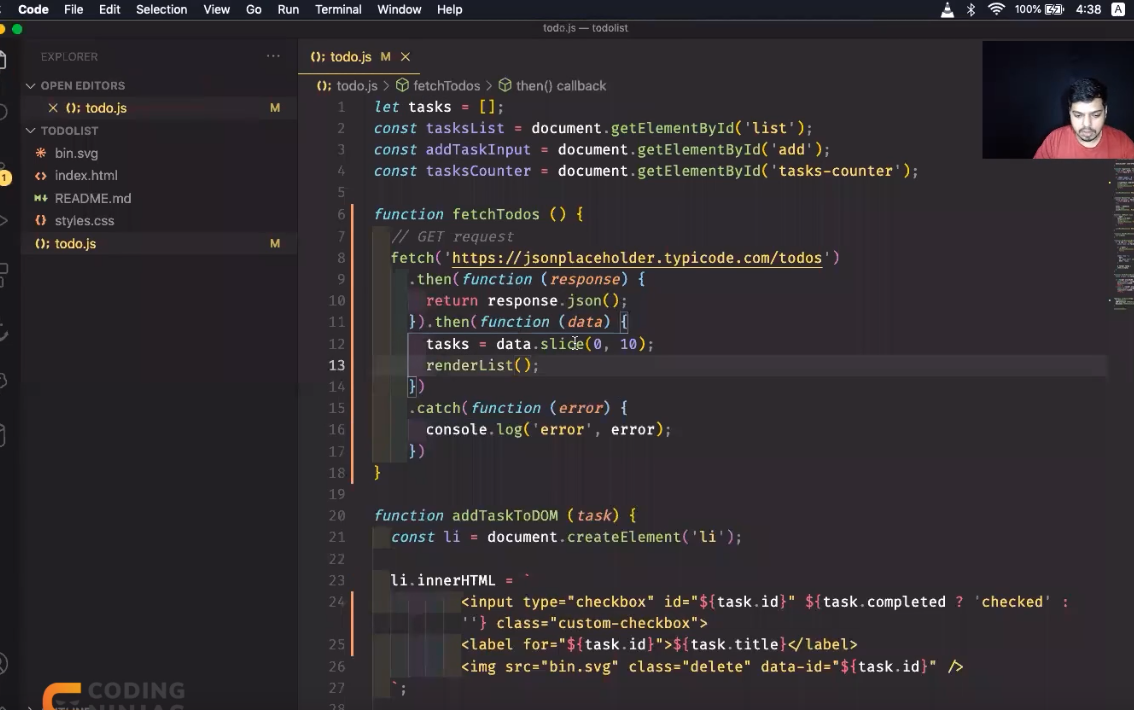 Code File Edit Selection View Go Run Terminal Window Help 100% 4:38 A
todo.js — todolist
EXPLORER ···
OPEN EDITORS
× (); todo.js M
TODOLIST
bin.svg
<> index.html
README.md
{} styles.css
(); todo.js M
(); todo.js M ×
(); todo.js > fetchTodos > then() callback
1 let tasks = [];
2 const tasksList = document.getElementById('list');
3 const addTaskInput = document.getElementById('add');
4 const tasksCounter = document.getElementById('tasks-counter');
5
6 function fetchTodos () {
7 // GET request
8 fetch('https://jsonplaceholder.typicode.com/todos')
9 .then(function (response) {
10 return response.json();
11 }).then(function (data) {
12 tasks = data.slice(0, 10);
13 renderList();
14 })
15 .catch(function (error) {
16 console.log('error', error);
17 })
18 }
19
20 function addTaskToDOM (task) {
21 const li = document.createElement('li');
22
23 li.innerHTML = `
24 <input type="checkbox" id="${task.id}" ${task.completed ? 'checked' :
''} class="custom-checkbox">
25 <label for="${task.id}">${task.title}</label>
26 <img src="bin.svg" class="delete" data-id="${task.id}" />
27 `;
28
1
CODING